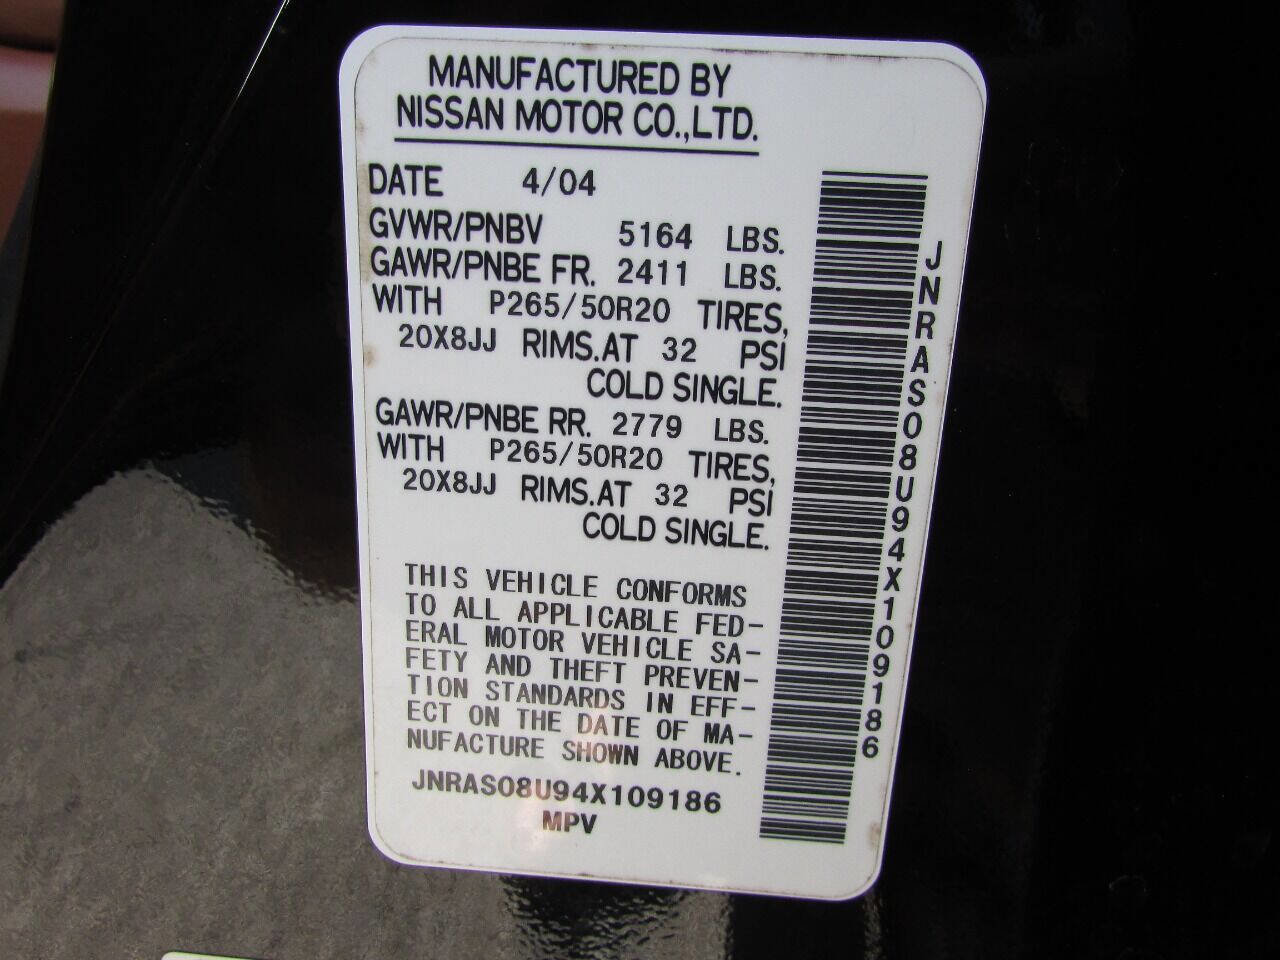 MANUFACTURED BY
NISSAN MOTOR CO.,LTD.
DATE 4/04
GVWR/PNBV 5164 LBS.
GAWR/PNBE FR. 2411 LBS.
WITH P265/50R20 TIRES,
20X8JJ RIMS.AT 32 PSI
COLD SINGLE.
GAWR/PNBE RR. 2779 LBS.
WITH P265/50R20 TIRES,
20X8JJ RIMS.AT 32 PSI
COLD SINGLE.
THIS VEHICLE CONFORMS
TO ALL APPLICABLE FED-
ERAL MOTOR VEHICLE SA-
FETY AND THEFT PREVEN-
TION STANDARDS IN EFF-
ECT ON THE DATE OF MA-
NUFACTURE SHOWN ABOVE.
JNRAS08U94X109186
MPV
JNRAS08U94X109186